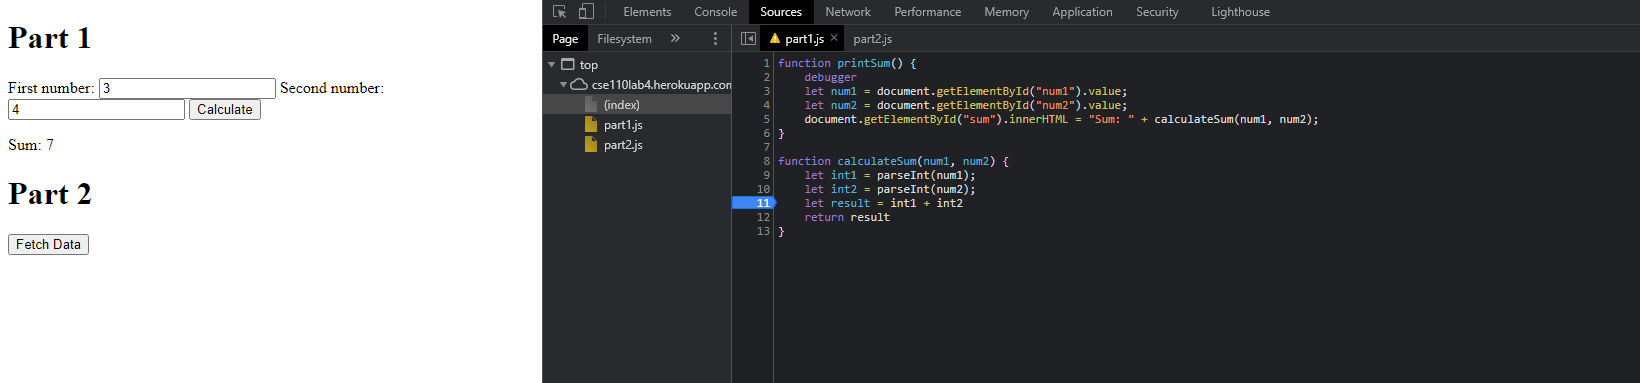 Part 1
First number: 3 Second number:
4 Calculate
Sum: 7
Part 2
Fetch Data
Elements Console Sources Network Performance Memory Application Security Lighthouse
Page Filesystem » part1.js × part2.js
top
cse110lab4.herokuapp.com
(index)
part1.js
part2.js
1 function printSum() {
2 debugger
3 let num1 = document.getElementById("num1").value;
4 let num2 = document.getElementById("num2").value;
5 document.getElementById("sum").innerHTML = "Sum: " + calculateSum(num1, num2);
6 }
7
8 function calculateSum(num1, num2) {
9 let int1 = parseInt(num1);
10 let int2 = parseInt(num2);
11 let result = int1 + int2
12 return result
13 }